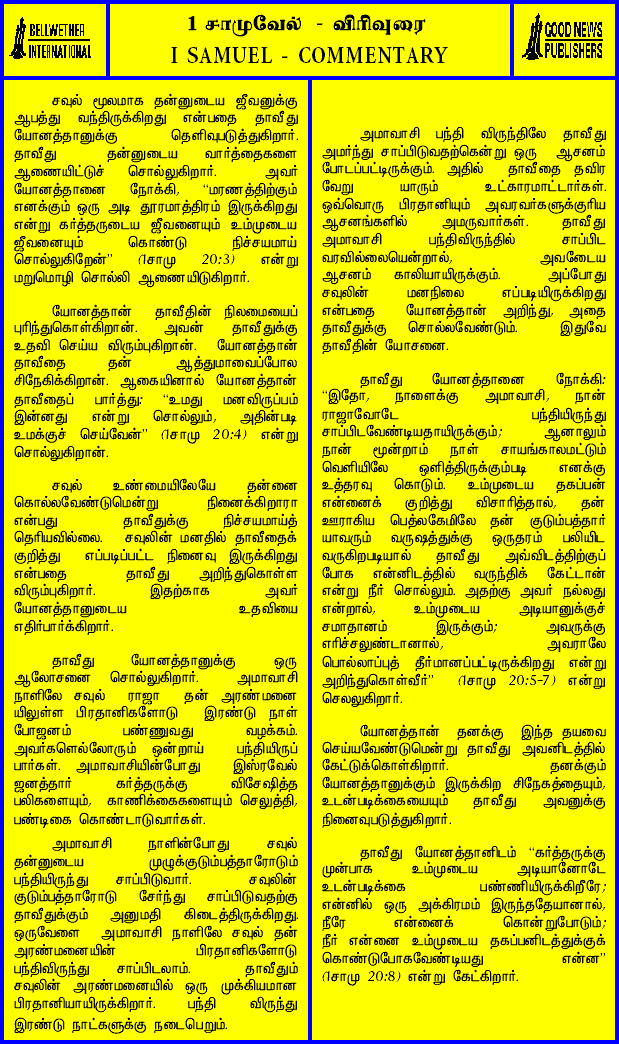 BELLWETHER
INTERNATIONAL
1 சாமுவேல் - விரிவுரை
I SAMUEL - COMMENTARY
GOOD NEWS
PUBLISHERS
சவுல் மூலமாக தன்னுடைய ஜீவனுக்கு
ஆபத்து வந்திருக்கிறது என்பதை தாவீது
யோனத்தானுக்கு தெளிவுபடுத்துகிறார்.
தாவீது தன்னுடைய வார்த்தைகளை
ஆணையிட்டுச் சொல்லுகிறார். அவர்
யோனத்தானை நோக்கி, “மரணத்திற்கும்
எனக்கும் ஒரு அடி தூரமாத்திரம் இருக்கிறது
என்று கர்த்தருடைய ஜீவனையும் உம்முடைய
ஜீவனையும் கொண்டு நிச்சயமாய்
சொல்லுகிறேன்” (1சாமு 20:3) என்று
மறுமொழி சொல்லி ஆணையிடுகிறார்.
யோனத்தான் தாவீதின் நிலமையைப்
புரிந்துகொள்கிறான். அவன் தாவீதுக்கு
உதவி செய்ய விரும்புகிறான். யோனத்தான்
தாவீதை தன் ஆத்துமாவைப்போல
சிநேகிக்கிறான். ஆகையினால் யோனத்தான்
தாவீதைப் பார்த்து: “உமது மனவிருப்பம்
இன்னது என்று சொல்லும், அதின்படி
உமக்குச் செய்வேன்” (1சாமு 20:4) என்று
சொல்லுகிறான்.
சவுல் உண்மையிலேயே தன்னை
கொல்லவேண்டுமென்று நினைக்கிறாரா
என்பது தாவீதுக்கு நிச்சயமாய்த்
தெரியவில்லை. சவுலின் மனதில் தாவீதைக்
குறித்து எப்படிப்பட்ட நினைவு இருக்கிறது
என்பதை தாவீது அறிந்துகொள்ள
விரும்புகிறார். இதற்காக அவர்
யோனத்தானுடைய உதவியை
எதிர்பார்க்கிறார்.
தாவீது யோனத்தானுக்கு ஒரு
ஆலோசனை சொல்லுகிறார். அமாவாசி
நாளிலே சவுல் ராஜா தன் அரண்மனை
யிலுள்ள பிரதானிகளோடு இரண்டு நாள்
போஜனம் பண்ணுவது வழக்கம்.
அவர்களெல்லோரும் ஒன்றாய் பந்தியிருப்
பார்கள். அமாவாசியின்போது இஸ்ரவேல்
ஜனத்தார் கர்த்தருக்கு விசேஷித்த
பலிகளையும், காணிக்கைகளையும் செலுத்தி,
பண்டிகை கொண்டாடுவார்கள்.
அமாவாசி நாளின்போது சவுல்
தன்னுடைய முழுக்குடும்பத்தாரோடும்
பந்தியிருந்து சாப்பிடுவார். சவுலின்
குடும்பத்தாரோடு சேர்ந்து சாப்பிடுவதற்கு
தாவீதுக்கும் அனுமதி கிடைத்திருக்கிறது.
ஒருவேளை அமாவாசி நாளிலே சவுல் தன்
அரண்மனையின் பிரதானிகளோடு
பந்திவிருந்து சாப்பிடலாம். தாவீதும்
சவுலின் அரண்மனையில் ஒரு முக்கியமான
பிரதானியாயிருக்கிறார். பந்தி விருந்து
இரண்டு நாட்களுக்கு நடைபெறும்.
அமாவாசி பந்தி விருந்திலே தாவீது
அமர்ந்து சாப்பிடுவதற்கென்று ஒரு ஆசனம்
போடப்பட்டிருக்கும். அதில் தாவீதை தவிர
வேறு யாரும் உட்காரமாட்டார்கள்.
ஒவ்வொரு பிரதானியும் அவரவர்களுக்குரிய
ஆசனங்களில் அமருவார்கள். தாவீது
அமாவாசி பந்திவிருந்தில் சாப்பிட
வரவில்லையென்றால், அவடைய
ஆசனம் காலியாயிருக்கும். அப்போது
சவுலின் மனநிலை எப்படியிருக்கிறது
என்பதை யோனத்தான் அறிந்து, அதை
தாவீதுக்கு சொல்லவேண்டும். இதுவே
தாவீதின் யோசனை.
தாவீது யோனத்தானை நோக்கி:
“இதோ, நாளைக்கு அமாவாசி, நான்
ராஜாவோடே பந்தியிருந்து
சாப்பிடவேண்டியதாயிருக்கும்; ஆனாலும்
நான் மூன்றாம் நாள் சாயங்காலமட்டும்
வெளியிலே ஒளித்திருக்கும்படி எனக்கு
உத்தரவு கொடும். உம்முடைய தகப்பன்
என்னைக் குறித்து விசாரித்தால், தன்
ஊராகிய பெத்லகேமிலே தன் குடும்பத்தார்
யாவரும் வருஷத்துக்கு ஒருதரம் பலியிட
வருகிறபடியால் தாவீது அவ்விடத்திற்குப்
போக என்னிடத்தில் வருந்திக் கேட்டான்
என்று நீர் சொல்லும். அதற்கு அவர் நல்லது
என்றால், உம்முடைய அடியானுக்குச்
சமாதானம் இருக்கும்; அவருக்கு
எரிச்சலுண்டானால், அவராலே
பொல்லாப்புத் தீர்மானப்பட்டிருக்கிறது என்று
அறிந்துகொள்வீர்” (1சாமு 20:5-7) என்று
செலலுகிறார்.
யோனத்தான் தனக்கு இந்த தயவை
செய்யவேண்டுமென்று தாவீது அவனிடத்தில்
கேட்டுக்கொள்கிறார். தனக்கும்
யோனத்தானுக்கும் இருக்கிற சிநேகத்தையும்,
உடன்படிக்கையையும் தாவீது அவனுக்கு
நினைவுபடுத்துகிறார்.
தாவீது யோனத்தானிடம் “கர்த்தருக்கு
முன்பாக உம்முடைய அடியானோடே
உடன்படிக்கை பண்ணியிருக்கிறீரே;
என்னில் ஒரு அக்கிரமம் இருந்ததேயானால்,
நீரே என்னைக் கொன்றுபோடும்;
நீர் என்னை உம்முடைய தகப்பனிடத்துக்குக்
கொண்டுபோகவேண்டியது என்ன”
(1சாமு 20:8) என்று கேட்கிறார்.